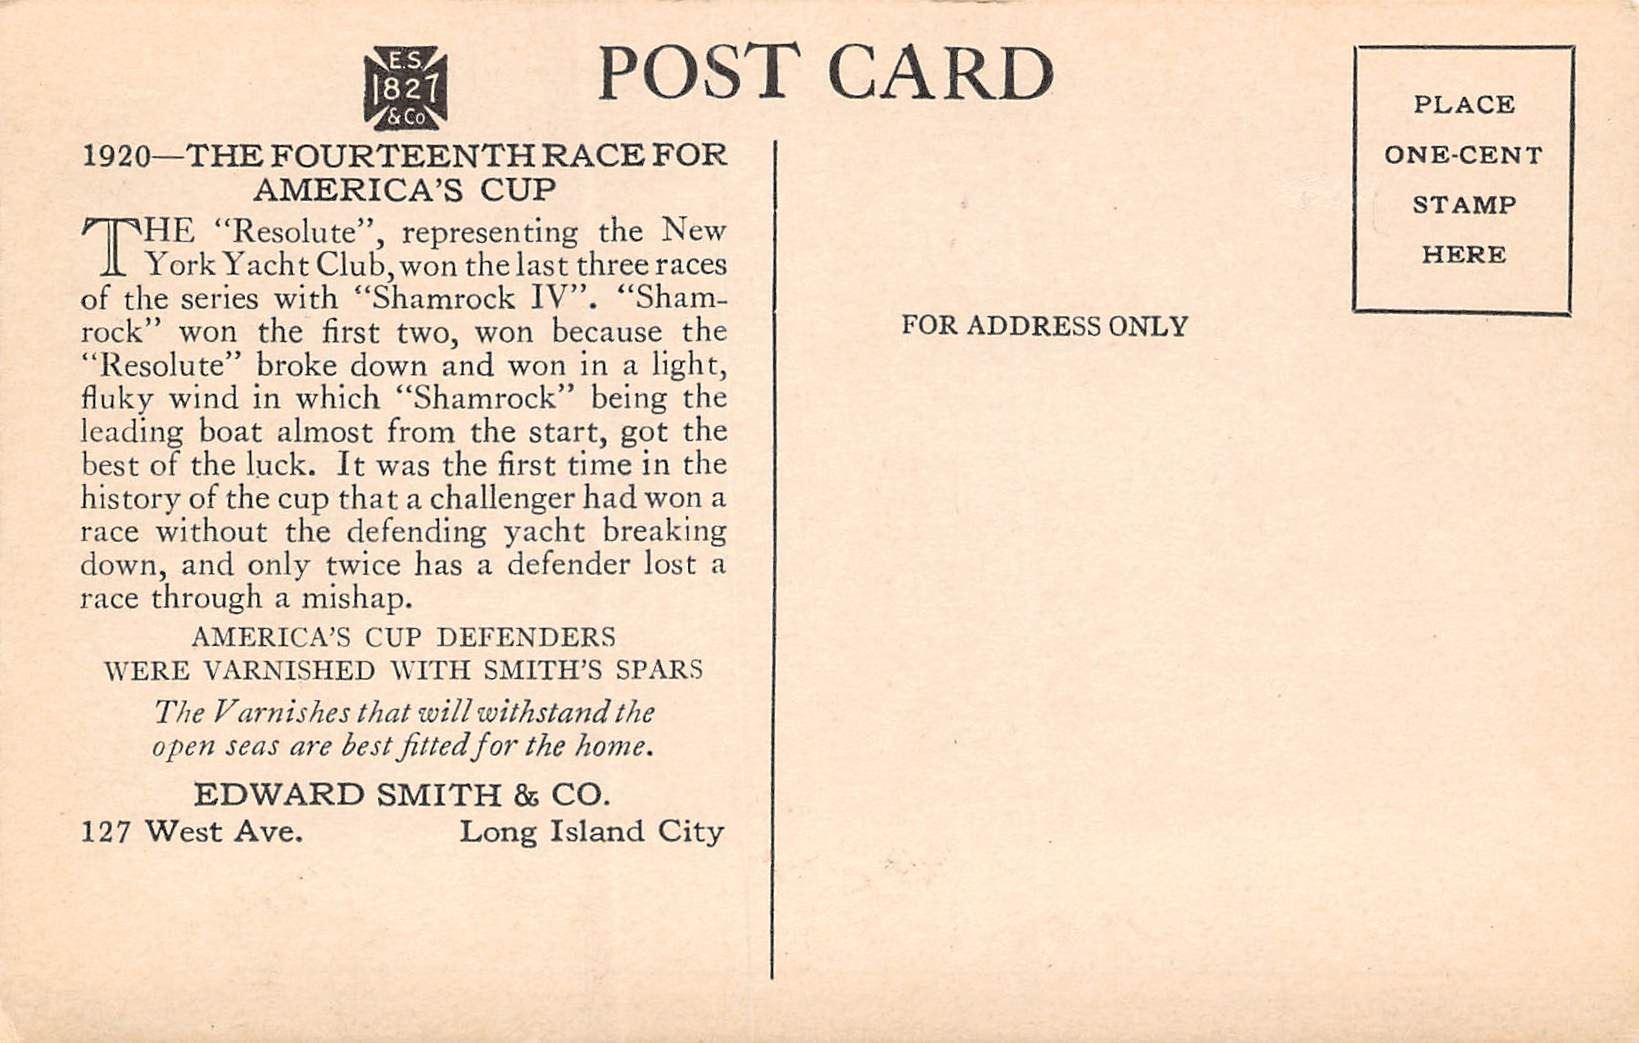 E.S.
1827
& Co
POST CARD
PLACE
ONE-CENT
STAMP
HERE
1920—THE FOURTEENTH RACE FOR
AMERICA'S CUP
THE "Resolute", representing the New
York Yacht Club, won the last three races
of the series with "Shamrock IV". "Sham-
rock" won the first two, won because the
"Resolute" broke down and won in a light,
fluky wind in which "Shamrock" being the
leading boat almost from the start, got the
best of the luck. It was the first time in the
history of the cup that a challenger had won a
race without the defending yacht breaking
down, and only twice has a defender lost a
race through a mishap.
AMERICA'S CUP DEFENDERS
WERE VARNISHED WITH SMITH'S SPARS
The Varnishes that will withstand the
open seas are best fitted for the home.
EDWARD SMITH & CO.
127 West Ave. Long Island City
FOR ADDRESS ONLY